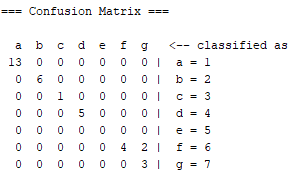 === Confusion Matrix ===
a b c d e f g <-- classified as
13 0 0 0 0 0 0 | a = 1
0 6 0 0 0 0 0 | b = 2
0 0 1 0 0 0 0 | c = 3
0 0 0 5 0 0 0 | d = 4
0 0 0 0 0 0 0 | e = 5
0 0 0 0 0 4 2 | f = 6
0 0 0 0 0 0 3 | g = 7